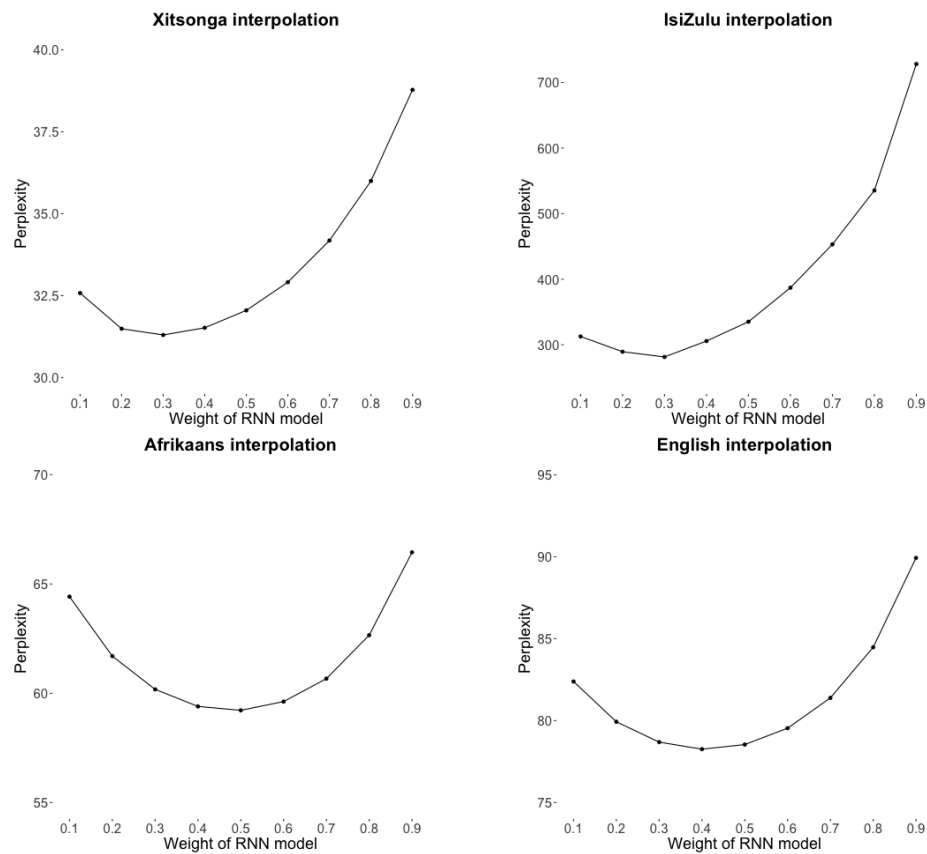 Xitsonga interpolation
40.0
37.5
35.0
32.5
30.0
Perplexity
0.1 0.2 0.3 0.4 0.5 0.6 0.7 0.8 0.9
Weight of RNN model
IsiZulu interpolation
700
600
500
400
300
Perplexity
0.1 0.2 0.3 0.4 0.5 0.6 0.7 0.8 0.9
Weight of RNN model
Afrikaans interpolation
70
65
60
55
Perplexity
0.1 0.2 0.3 0.4 0.5 0.6 0.7 0.8 0.9
Weight of RNN model
English interpolation
95
90
85
80
75
Perplexity
0.1 0.2 0.3 0.4 0.5 0.6 0.7 0.8 0.9
Weight of RNN model